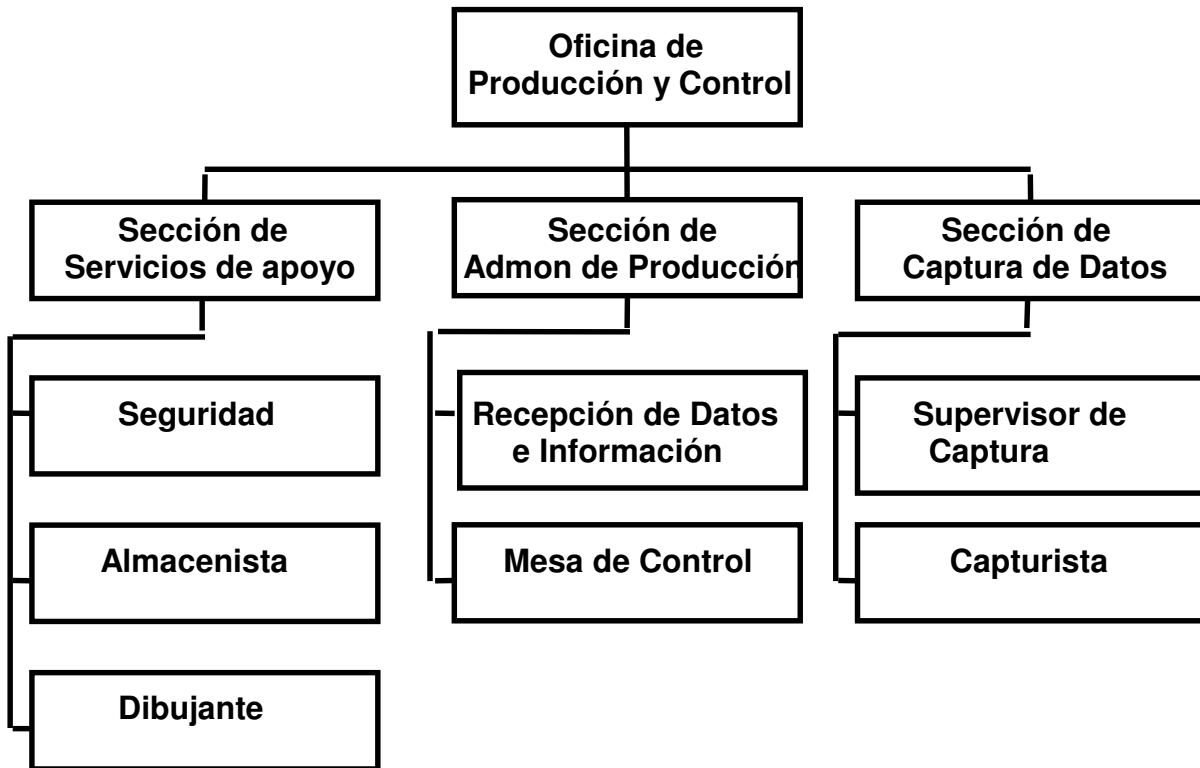 Oficina de
Producción y Control
Sección de
Servicios de apoyo
Sección de
Admon de Producción
Sección de
Captura de Datos
Seguridad
Almacenista
Dibujante
Recepción de Datos
e Información
Mesa de Control
Supervisor de
Captura
Capturista